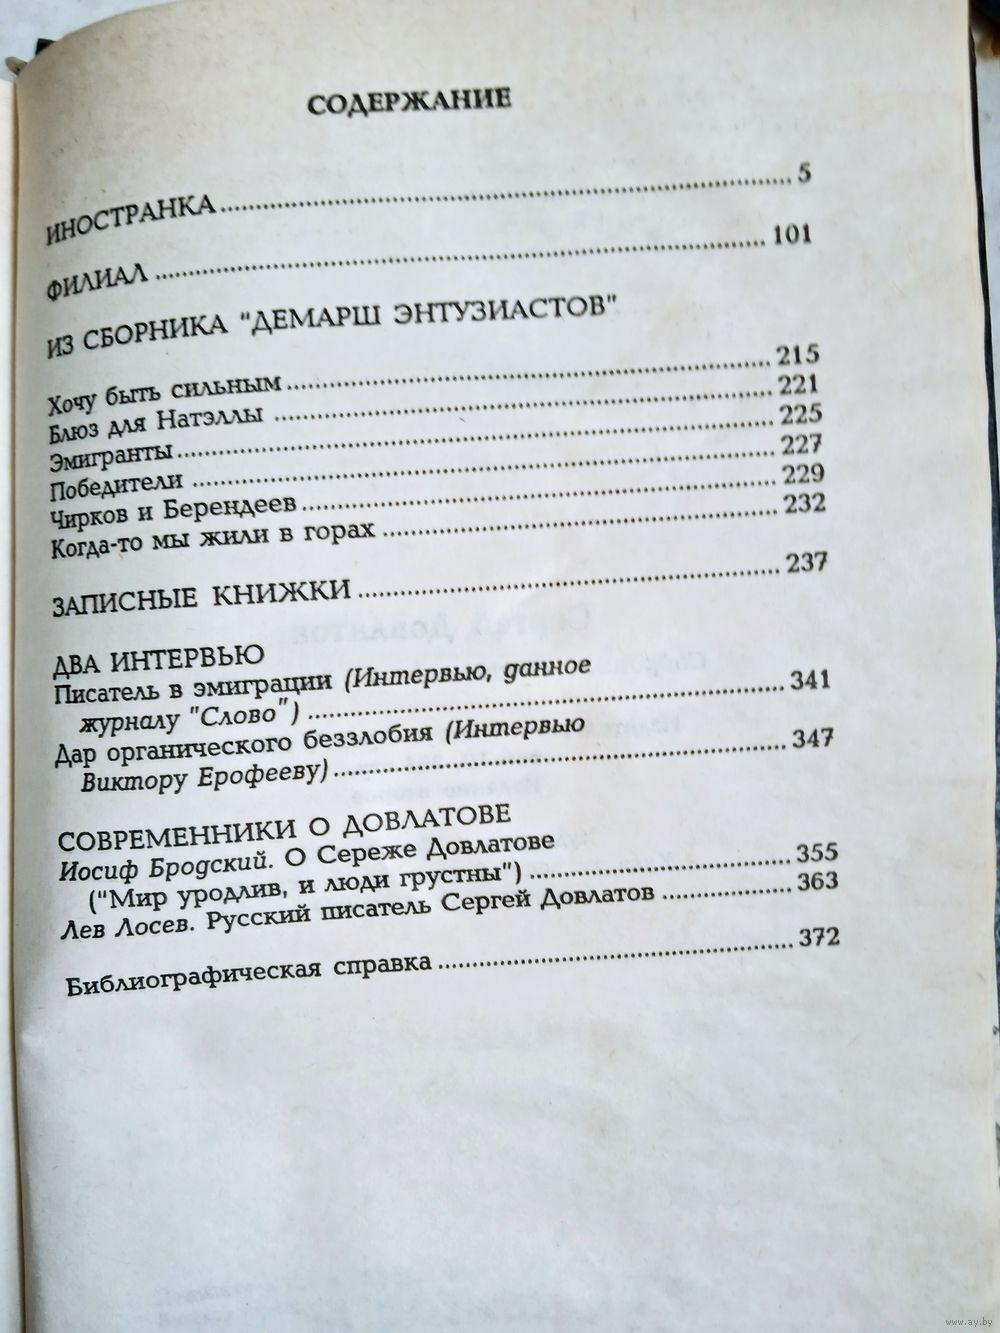 СОДЕРЖАНИЕ
ИНОСТРАНКА ........ 5
ФИЛИАЛ ........ 101
ИЗ СБОРНИКА "ДЕМАРШ ЭНТУЗИАСТОВ"
Хочу быть сильным ........ 215
Блюз для Натэллы ........ 221
Эмигранты ........ 225
Победители ........ 227
Чирков и Берендеев ........ 229
Когда-то мы жили в горах ........ 232
ЗАПИСНЫЕ КНИЖКИ ........ 237
ДВА ИНТЕРВЬЮ
Писатель в эмиграции (Интервью, данное
журналу "Слово") ........ 341
Дар органического беззлобия (Интервью
Виктору Ерофееву) ........ 347
СОВРЕМЕННИКИ О ДОВЛАТОВЕ
Иосиф Бродский. О Сереже Довлатове
("Мир уродлив, и люди грустны") ........ 355
Лев Лосев. Русский писатель Сергей Довлатов ........ 363
Библиографическая справка ........ 372
www.ay.by